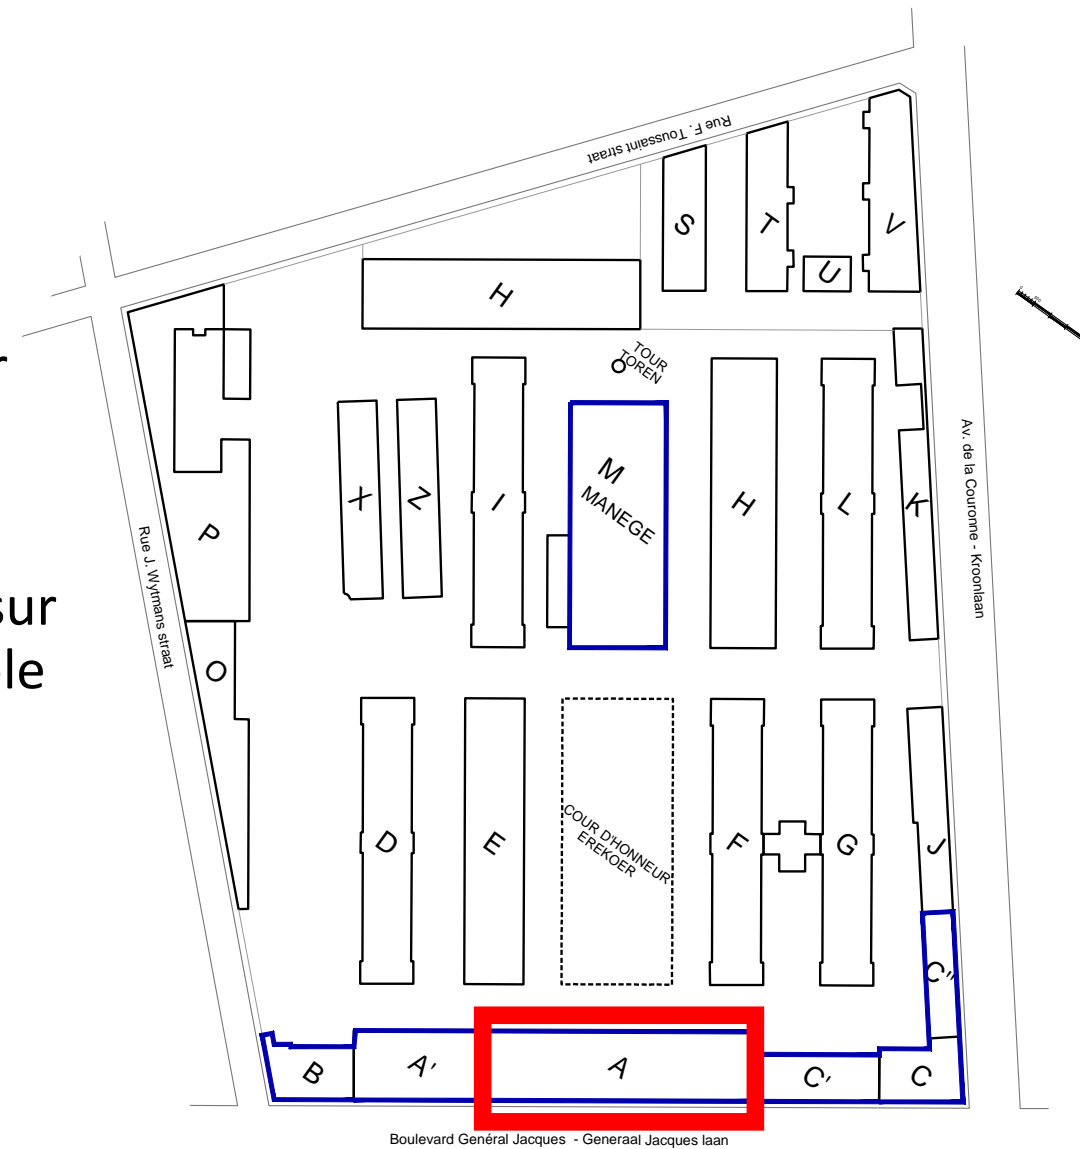 Rue F. Toussaint straat
S
T
V
U
H
r
TOUR
TOREN
X
Z
I
M
MANEGE
H
L
K
Av. de la Couronne - Kroonlaan
P
Rue J. Wytmans straat
sur
le
O
D
E
COUR D'HONNEUR
EREKOER
F
G
J
C''
B
A'
A
C'
C
Boulevard Général Jacques - Generaal Jacques laan